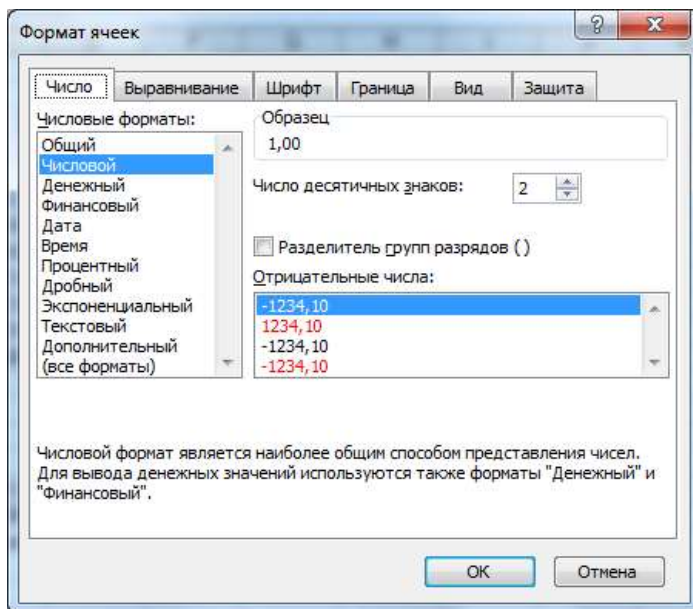 Формат ячеек
Число Выравнивание Шрифт Граница Вид Защита
Числовые форматы:
Общий
Числовой
Денежный
Финансовый
Дата
Время
Процентный
Дробный
Экспоненциальный
Текстовый
Дополнительный
(все форматы)
Образец
1,00
Число десятичных знаков: 2
Разделитель групп разрядов ( )
Отрицательные числа:
-1234,10
1234,10
-1234,10
-1234,10
Числовой формат является наиболее общим способом представления чисел.
Для вывода денежных значений используются также форматы "Денежный" и
"Финансовый".
ОК Отмена